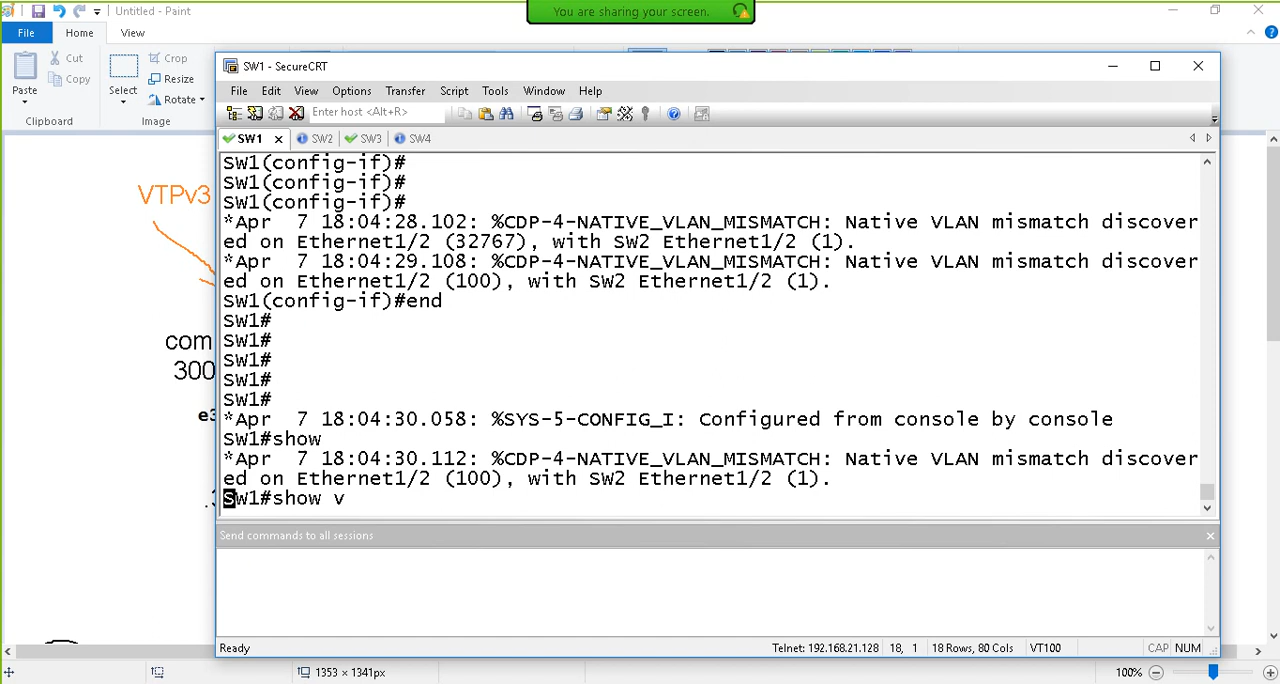 Untitled - Paint
You are sharing your screen.
File Home View
Paste
Cut
Copy
Clipboard
Select
Crop
Resize
Rotate
Image
VTPv3
com
300
SW1 - SecureCRT
File Edit View Options Transfer Script Tools Window Help
Enter host <Alt+R>
SW1 SW2 SW3 SW4
SW1(config-if)#
SW1(config-if)#
SW1(config-if)#
*Apr  7 18:04:28.102: %CDP-4-NATIVE_VLAN_MISMATCH: Native VLAN mismatch discover
ed on Ethernet1/2 (32767), with SW2 Ethernet1/2 (1).
*Apr  7 18:04:29.108: %CDP-4-NATIVE_VLAN_MISMATCH: Native VLAN mismatch discover
ed on Ethernet1/2 (100), with SW2 Ethernet1/2 (1).
SW1(config-if)#end
SW1#
SW1#
SW1#
SW1#
SW1#
*Apr  7 18:04:30.058: %SYS-5-CONFIG_I: Configured from console by console
SW1#show
*Apr  7 18:04:30.112: %CDP-4-NATIVE_VLAN_MISMATCH: Native VLAN mismatch discover
ed on Ethernet1/2 (100), with SW2 Ethernet1/2 (1).
SW1#show v
Send commands to all sessions
Ready
Telnet: 192.168.21.128 18, 1 18 Rows, 80 Cols VT100 CAP NUM
1353 × 1341px
100%